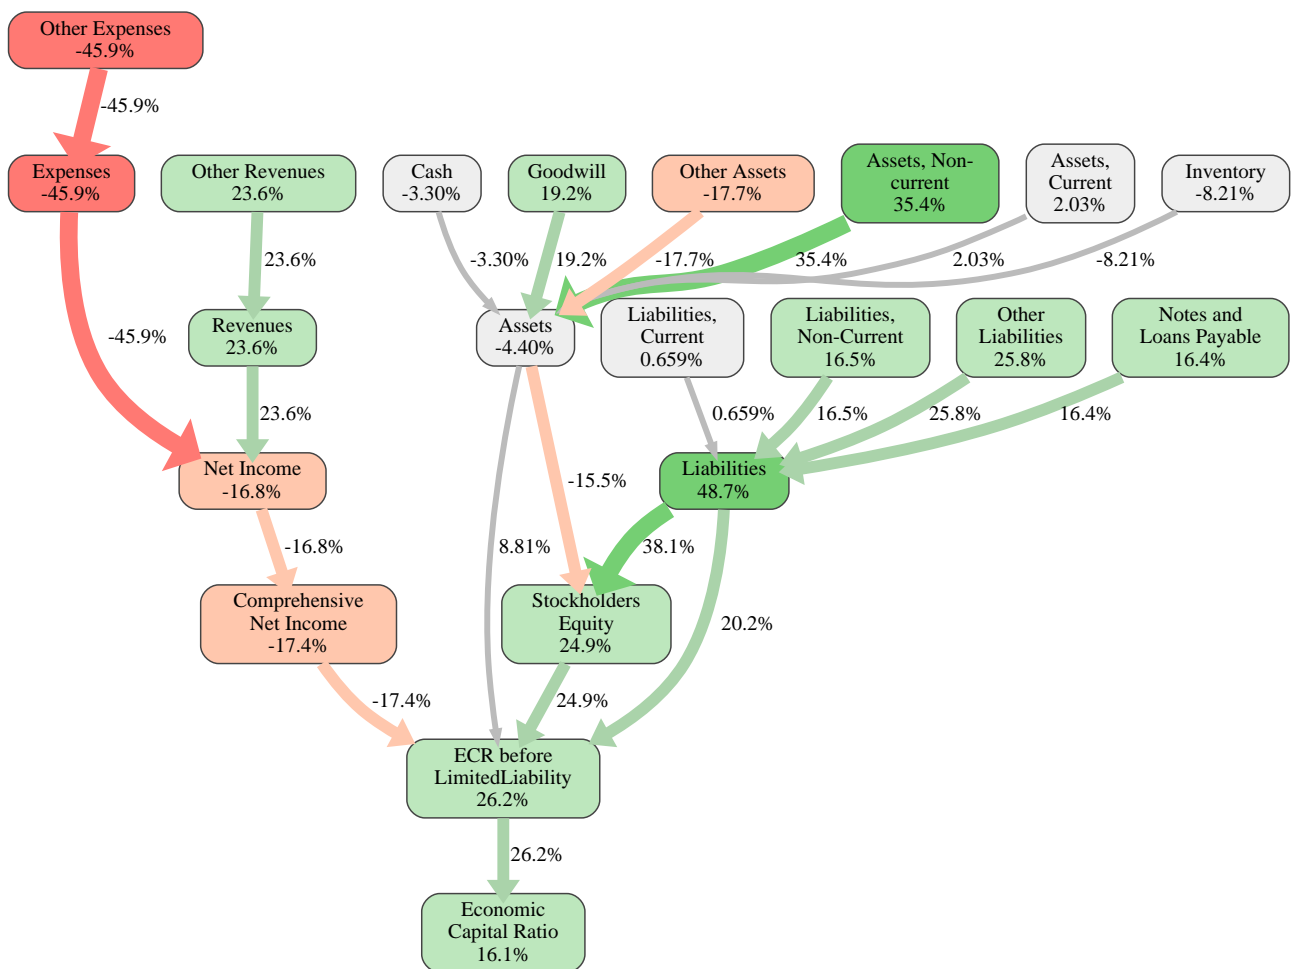 Other Expenses
-45.9%
-45.9%
Expenses
-45.9%
Other Revenues
23.6%
Cash
-3.30%
Goodwill
19.2%
Other Assets
-17.7%
Assets, Non-
current
35.4%
Assets,
Current
2.03%
Inventory
-8.21%
23.6%
-3.30%
19.2%
-17.7%
35.4%
2.03%
-8.21%
-45.9%
Revenues
23.6%
Assets
-4.40%
Liabilities,
Current
0.659%
Liabilities,
Non-Current
16.5%
Other
Liabilities
25.8%
Notes and
Loans Payable
16.4%
23.6%
0.659%
16.5%
25.8%
16.4%
Net Income
-16.8%
-15.5%
Liabilities
48.7%
-16.8%
8.81%
38.1%
Comprehensive
Net Income
-17.4%
Stockholders
Equity
24.9%
20.2%
-17.4%
24.9%
ECR before
LimitedLiability
26.2%
26.2%
Economic
Capital Ratio
16.1%